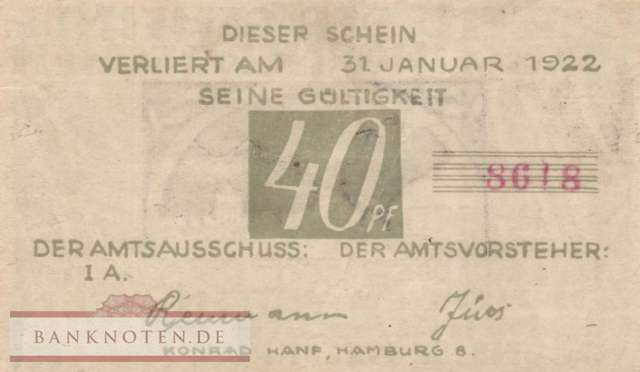 DIESER SCHEIN
VERLIERT AM 31 JANUAR 1922
SEINE GÜLTIGKEIT
40 PF
8618
DER AMTSAUSSCHUSS: DER AMTSVORSTEHER:
I A.
BANKNOTEN.DE
KONRAD HANF, HAMBURG 8.